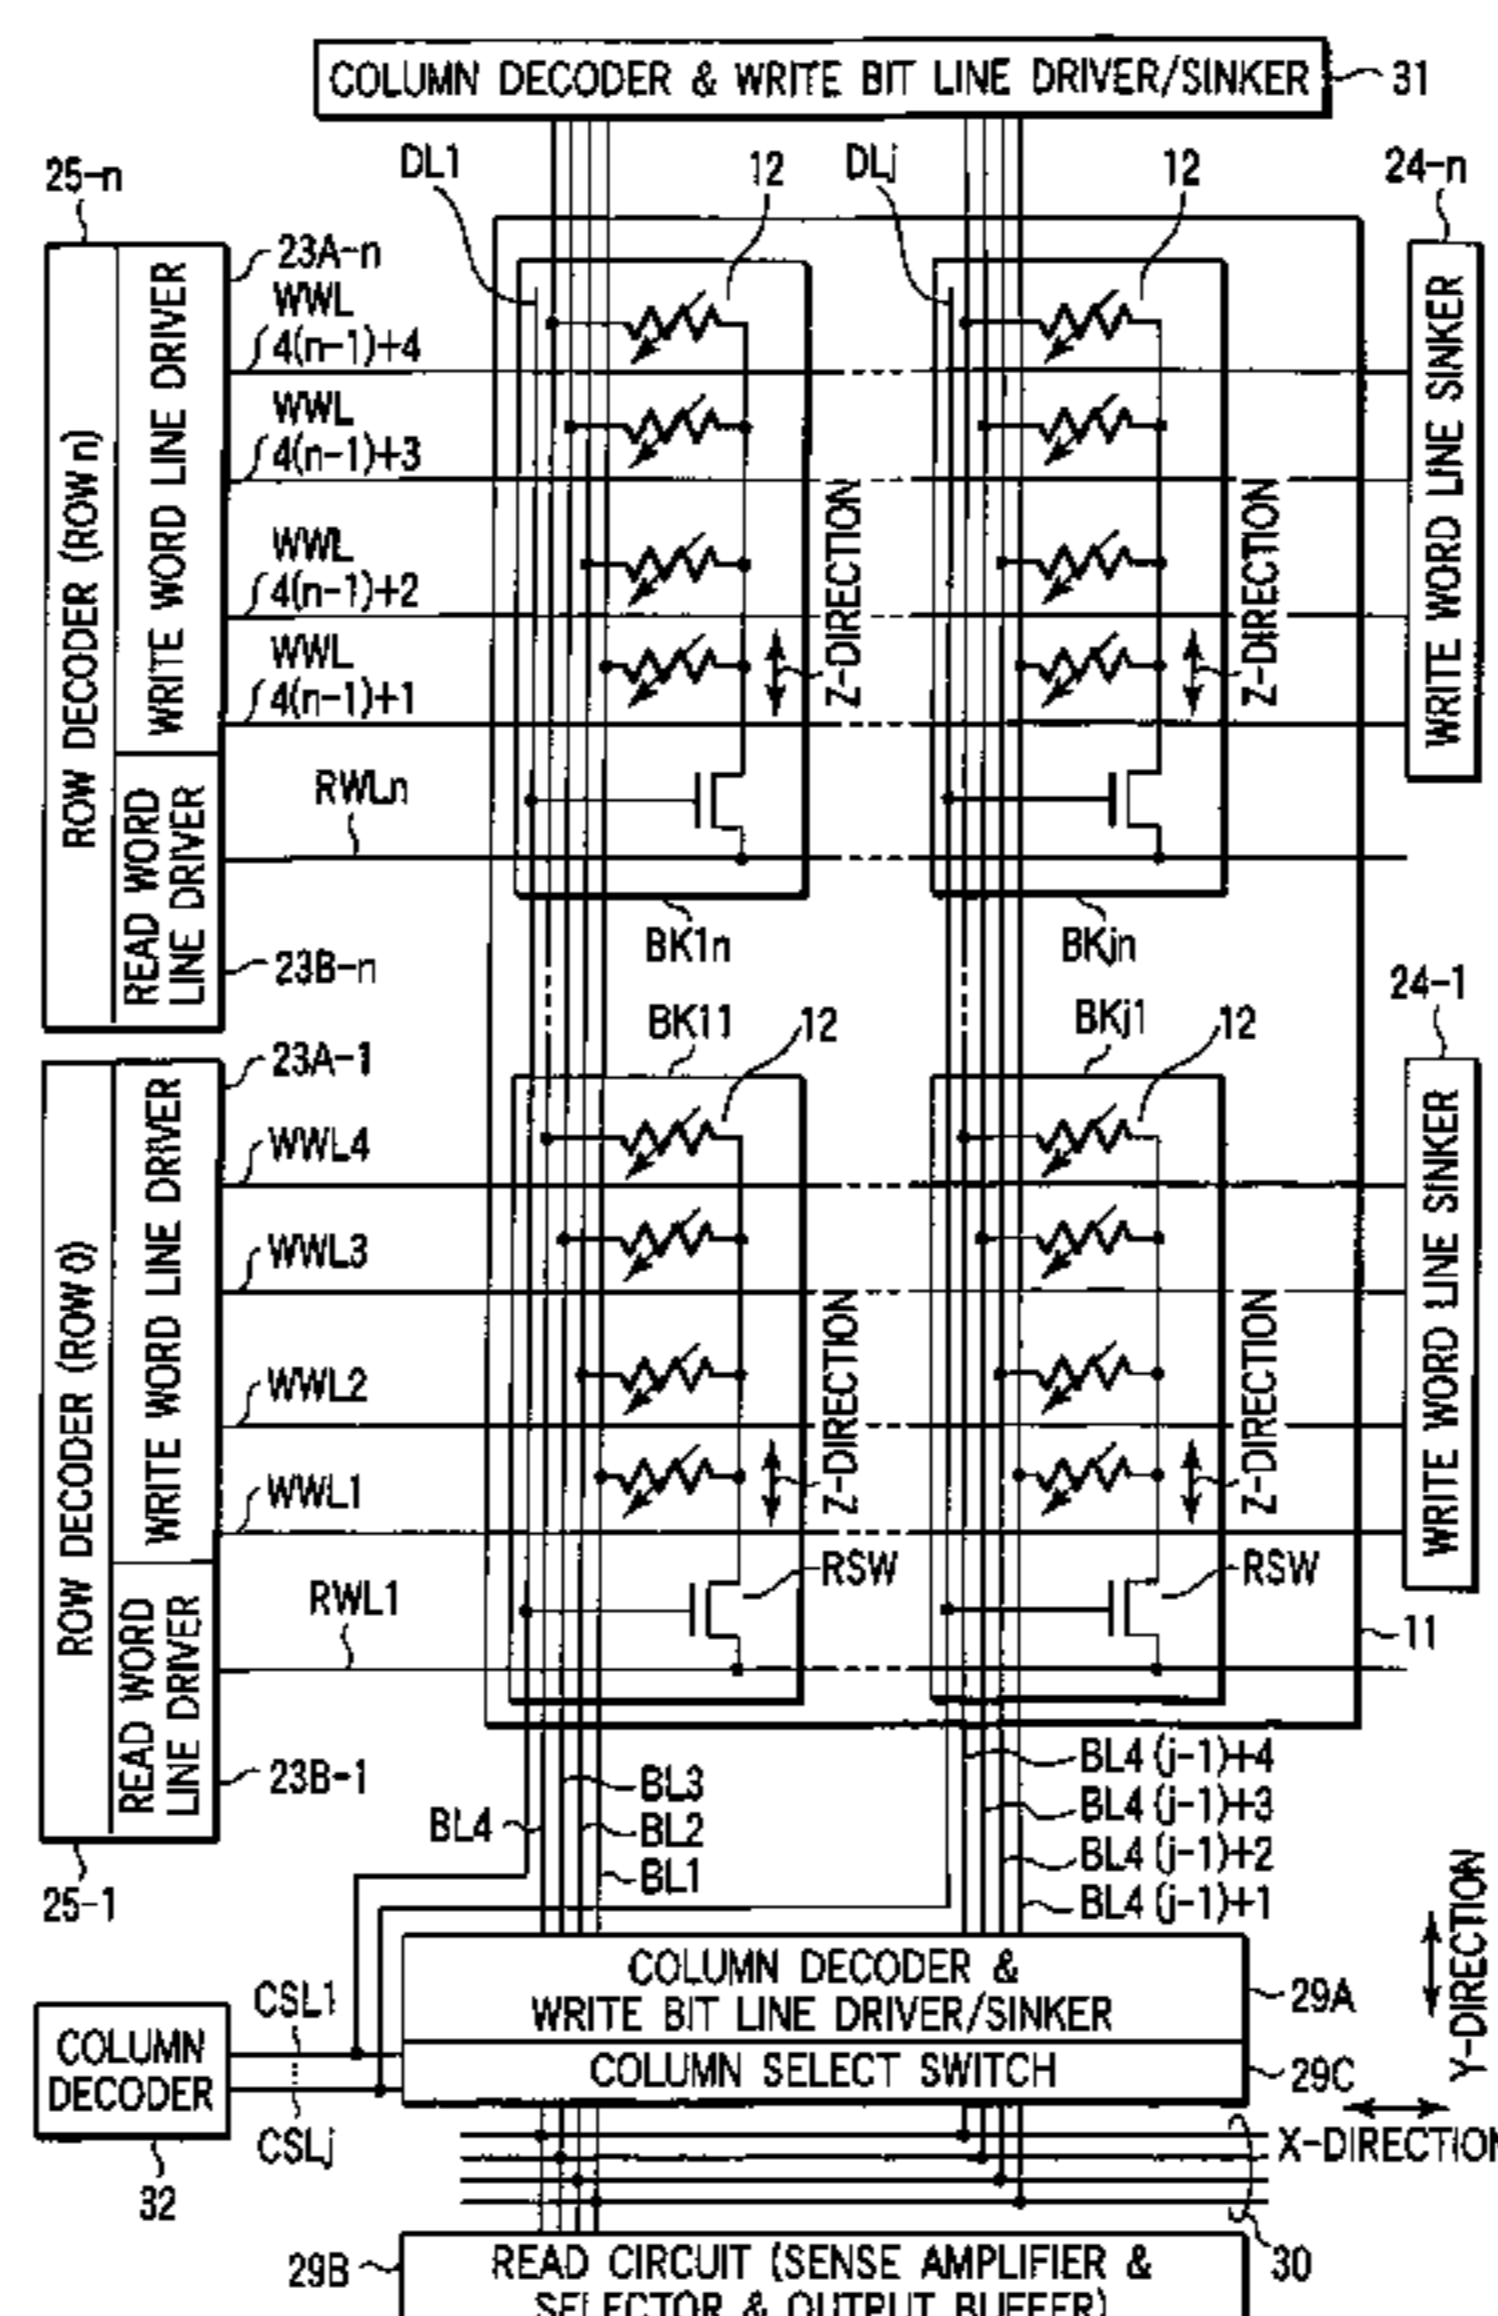 COLUMN DECODER & WRITE BIT LINE DRIVER/SINKER
31
25-n
DL1
12
DLj
12
24-n
23A-n
WWL
4(n-1)+4
WWL
4(n-1)+3
WWL
4(n-1)+2
WWL
4(n-1)+1
ROW DECODER (ROW n)
WRITE WORD LINE DRIVER
READ WORD
LINE DRIVER
RWLn
Z-DIRECTION
Z-DIRECTION
WRITE WORD LINE SINKER
BK1n
BKjn
23B-n
24-1
BK11
12
BKj1
12
23A-1
WWL4
WWL3
WWL2
WWL1
ROW DECODER (ROW 0)
WRITE WORD LINE DRIVER
READ WORD
LINE DRIVER
RWL1
Z-DIRECTION
Z-DIRECTION
WRITE WORD LINE SINKER
RSW
RSW
11
23B-1
25-1
BL4
BL3
BL2
BL1
BL4 (j-1)+4
BL4 (j-1)+3
BL4 (j-1)+2
BL4 (j-1)+1
Y-DIRECTION
COLUMN DECODER &
WRITE BIT LINE DRIVER/SINKER
29A
COLUMN SELECT SWITCH
29C
CSL1
COLUMN
DECODER
CSLj
32
X-DIRECTION
30
29B
READ CIRCUIT (SENSE AMPLIFIER &
SELECTOR & OUTPUT BUFFER)